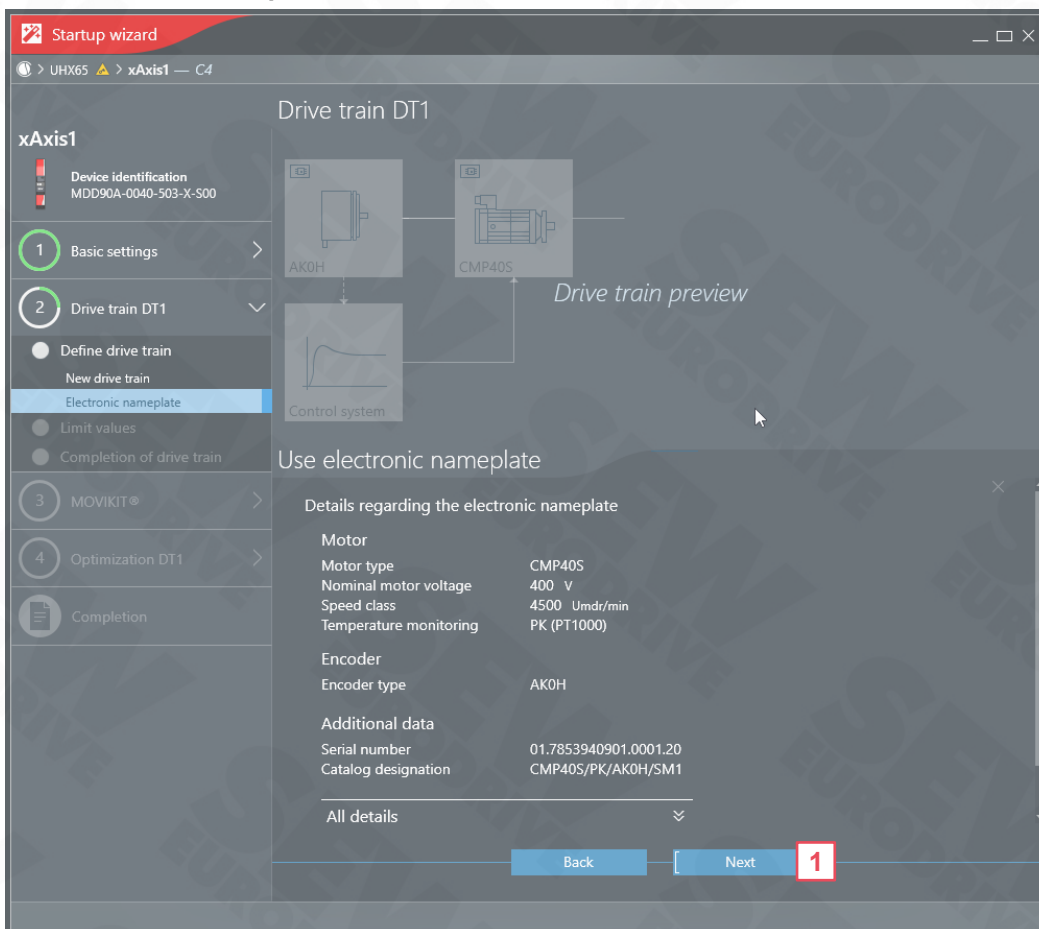 Startup wizard
> UHX65 > xAxis1 — C4
xAxis1
Device identification
MDD90A-0040-503-X-S00
1 Basic settings
2 Drive train DT1
Define drive train
New drive train
Electronic nameplate
Limit values
Completion of drive train
3 MOVIKIT®
4 Optimization DT1
Completion
Drive train DT1
AK0H
CMP40S
Drive train preview
Control system
Use electronic nameplate
Details regarding the electronic nameplate
Motor
Motor type CMP40S
Nominal motor voltage 400 V
Speed class 4500 Umdr/min
Temperature monitoring PK (PT1000)
Encoder
Encoder type AK0H
Additional data
Serial number 01.7853940901.0001.20
Catalog designation CMP40S/PK/AK0H/SM1
All details
Back
Next
1
SEW
EURODRIVE